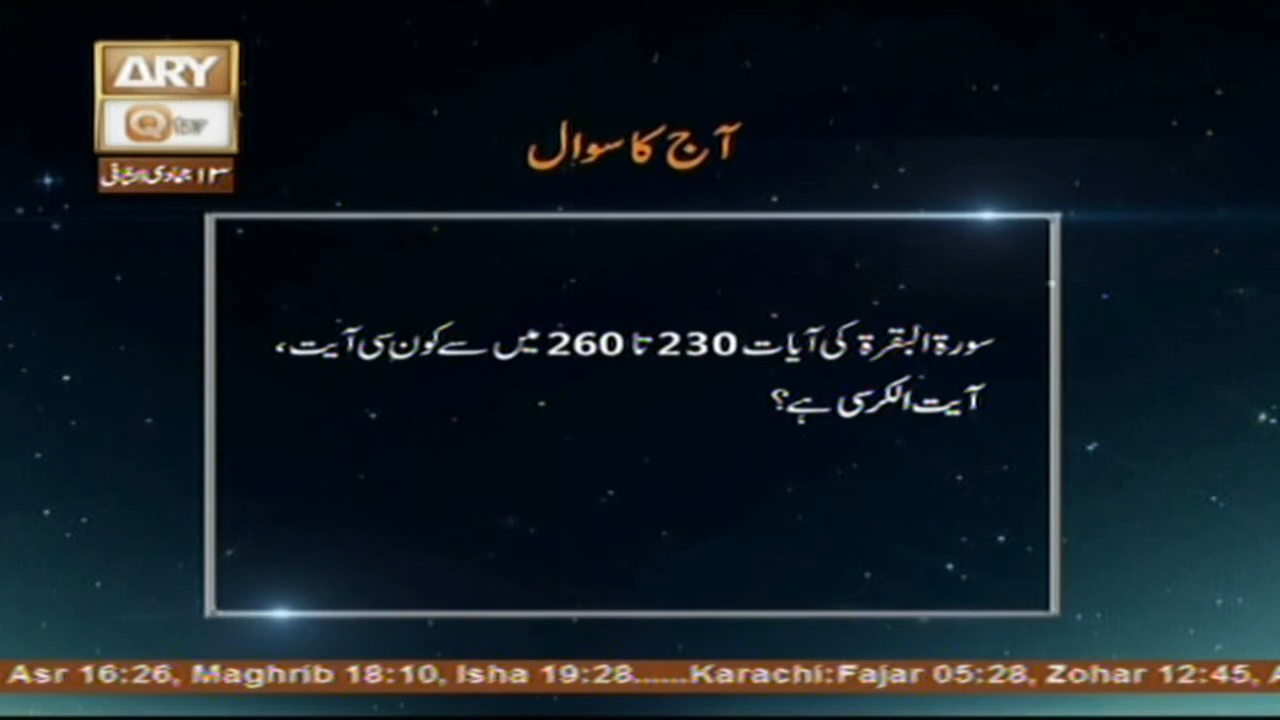 ARY
Qtv
۱۳ جمادی الثانی
آج کا سوال
سورۃ البقرۃ کی آیات 230 تا 260 میں سے کون سی آیت،
آیت الکرسی ہے؟
Asr 16:26, Maghrib 18:10, Isha 19:28......Karachi:Fajar 05:28, Zohar 12:45, A